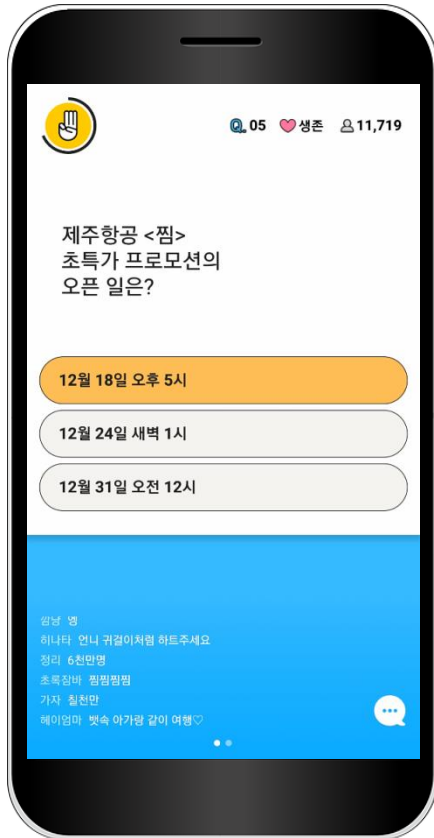 Q. 05 생존 11,719
제주항공 <찜>
초특가 프로모션의
오픈 일은?
12월 18일 오후 5시
12월 24일 새벽 1시
12월 31일 오전 12시
엥
히나타 언니 귀걸이처럼 하트주세요
정리 6천만명
초록짐바 찜찜찜찜
가자 칠천만
헤이엄마 뱃속 아가랑 같이 여행♡